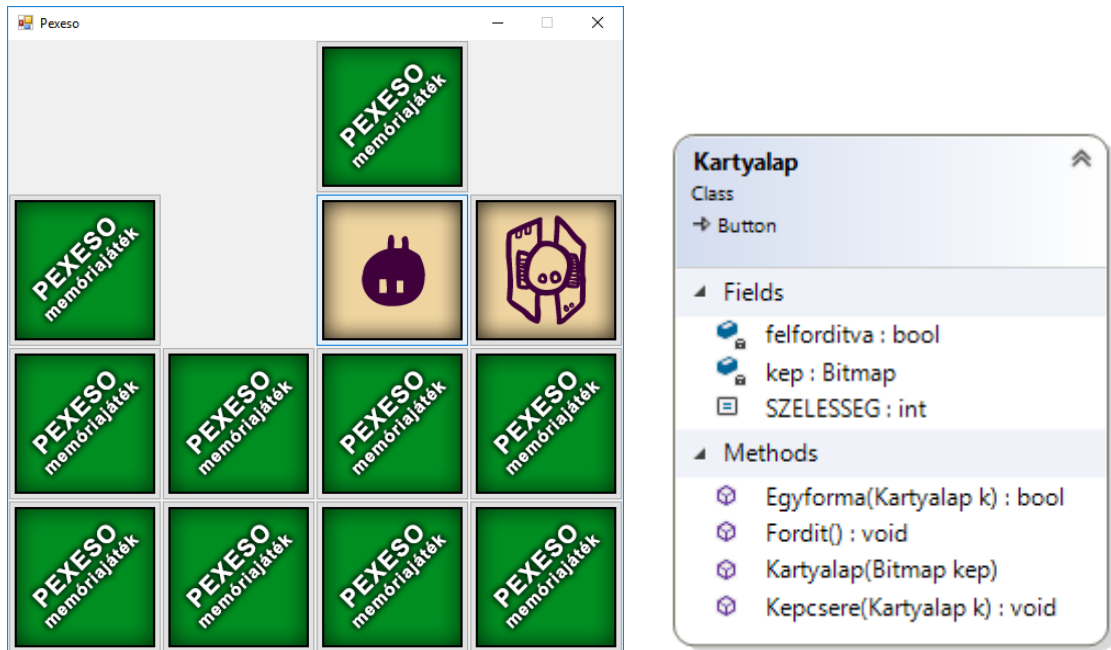 Pexeso
PEXESO
memóriajáték
PEXESO
memóriajáték
PEXESO
memóriajáték
PEXESO
memóriajáték
PEXESO
memóriajáték
PEXESO
memóriajáték
PEXESO
memóriajáték
PEXESO
memóriajáték
PEXESO
memóriajáték
PEXESO
memóriajáték
Kartyalap
Class
Button
Fields
felforditva : bool
kep : Bitmap
SZELESSEG : int
Methods
Egyforma(Kartyalap k) : bool
Fordit() : void
Kartyalap(Bitmap kep)
Kepcsere(Kartyalap k) : void